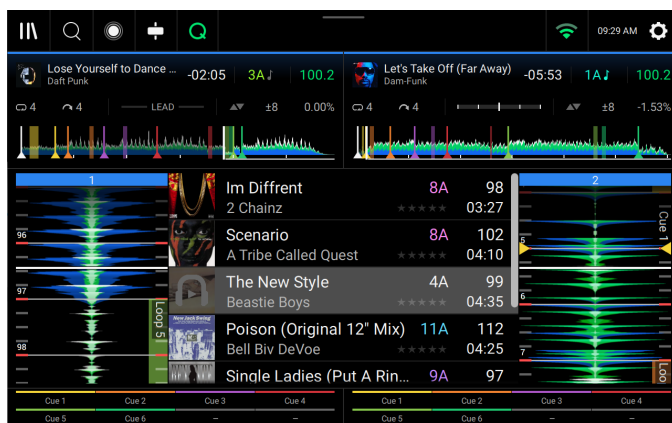 09:29 AM
Lose Yourself to Dance ... -02:05 3A 100.2
Daft Punk
Let's Take Off (Far Away) -05:53 1A 100.2
Dam-Funk
4 4 LEAD ±8 0.00%
4 4 ±8 -1.53%
1
2
Im Diffrent 8A 98
2 Chainz 03:27
Scenario 8A 102
A Tribe Called Quest 04:10
The New Style 4A 99
Beastie Boys 04:35
Poison (Original 12" Mix) 11A 112
Bell Biv DeVoe 04:25
Single Ladies (Put A Rin... 9A 97
96
97
98
Loop 5
Cue 1
5
6
7
Loo
New Jack Swing!
Cue 1 Cue 2 Cue 3 Cue 4
Cue 5 Cue 6 – –
Cue 1 Cue 2 Cue 3 Cue 4
Cue 5 Cue 6 – –